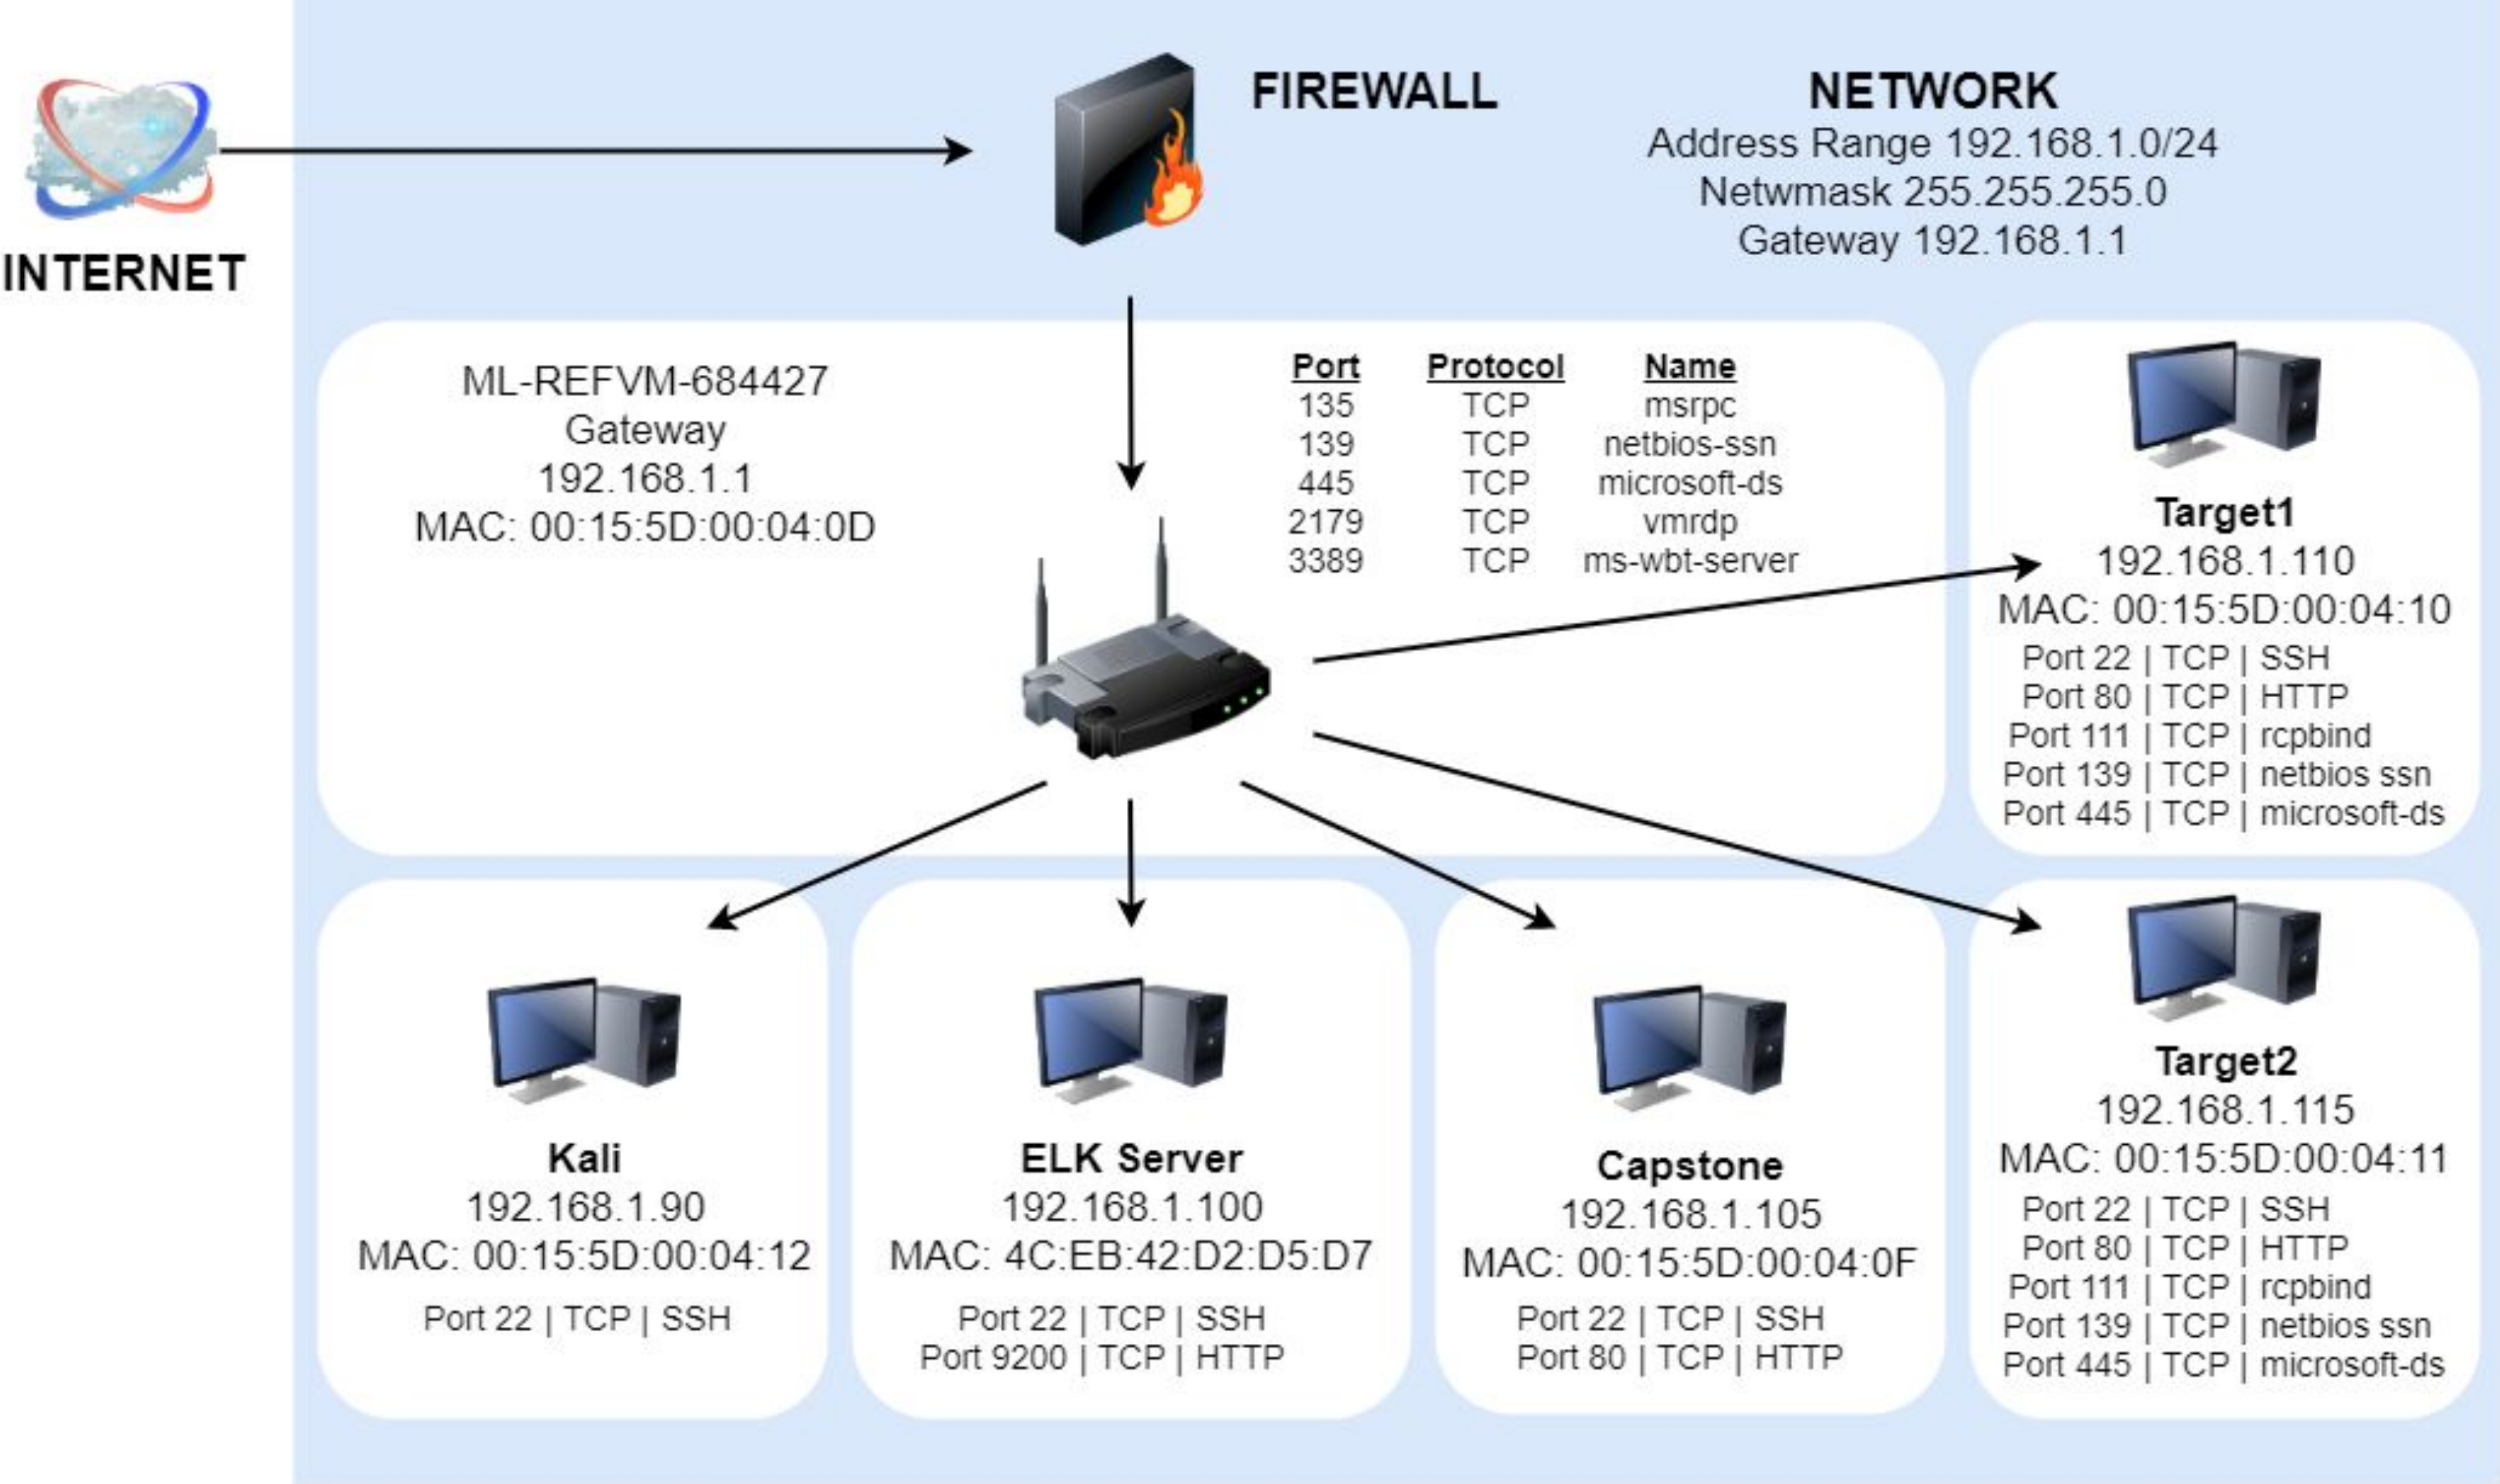 INTERNET
FIREWALL
NETWORK
Address Range 192.168.1.0/24
Netwmask 255.255.255.0
Gateway 192.168.1.1
ML-REFVM-684427
Gateway
192.168.1.1
MAC: 00:15:5D:00:04:0D
Port Protocol Name
135 TCP msrpc
139 TCP netbios-ssn
445 TCP microsoft-ds
2179 TCP vmrdp
3389 TCP ms-wbt-server
Target1
192.168.1.110
MAC: 00:15:5D:00:04:10
Port 22 | TCP | SSH
Port 80 | TCP | HTTP
Port 111 | TCP | rcpbind
Port 139 | TCP | netbios ssn
Port 445 | TCP | microsoft-ds
Kali
192.168.1.90
MAC: 00:15:5D:00:04:12
Port 22 | TCP | SSH
ELK Server
192.168.1.100
MAC: 4C:EB:42:D2:D5:D7
Port 22 | TCP | SSH
Port 9200 | TCP | HTTP
Capstone
192.168.1.105
MAC: 00:15:5D:00:04:0F
Port 22 | TCP | SSH
Port 80 | TCP | HTTP
Target2
192.168.1.115
MAC: 00:15:5D:00:04:11
Port 22 | TCP | SSH
Port 80 | TCP | HTTP
Port 111 | TCP | rcpbind
Port 139 | TCP | netbios ssn
Port 445 | TCP | microsoft-ds